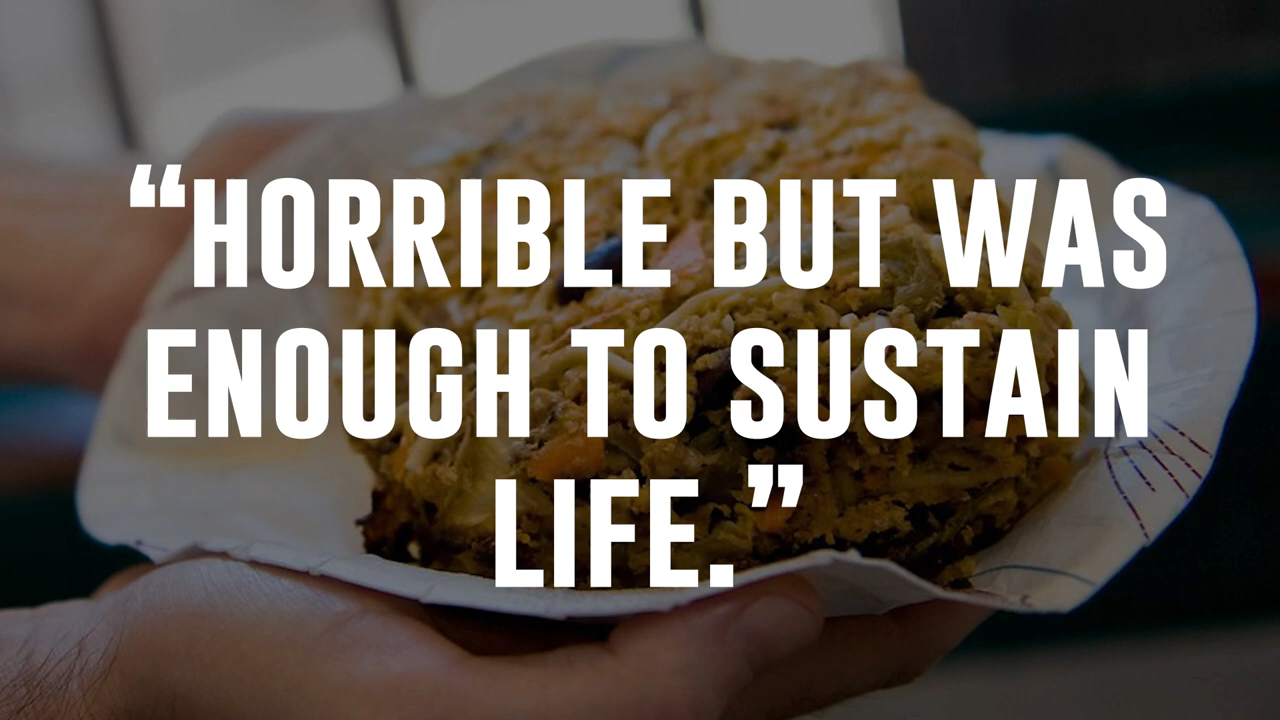 “HORRIBLE BUT WAS
ENOUGH TO SUSTAIN
LIFE.”